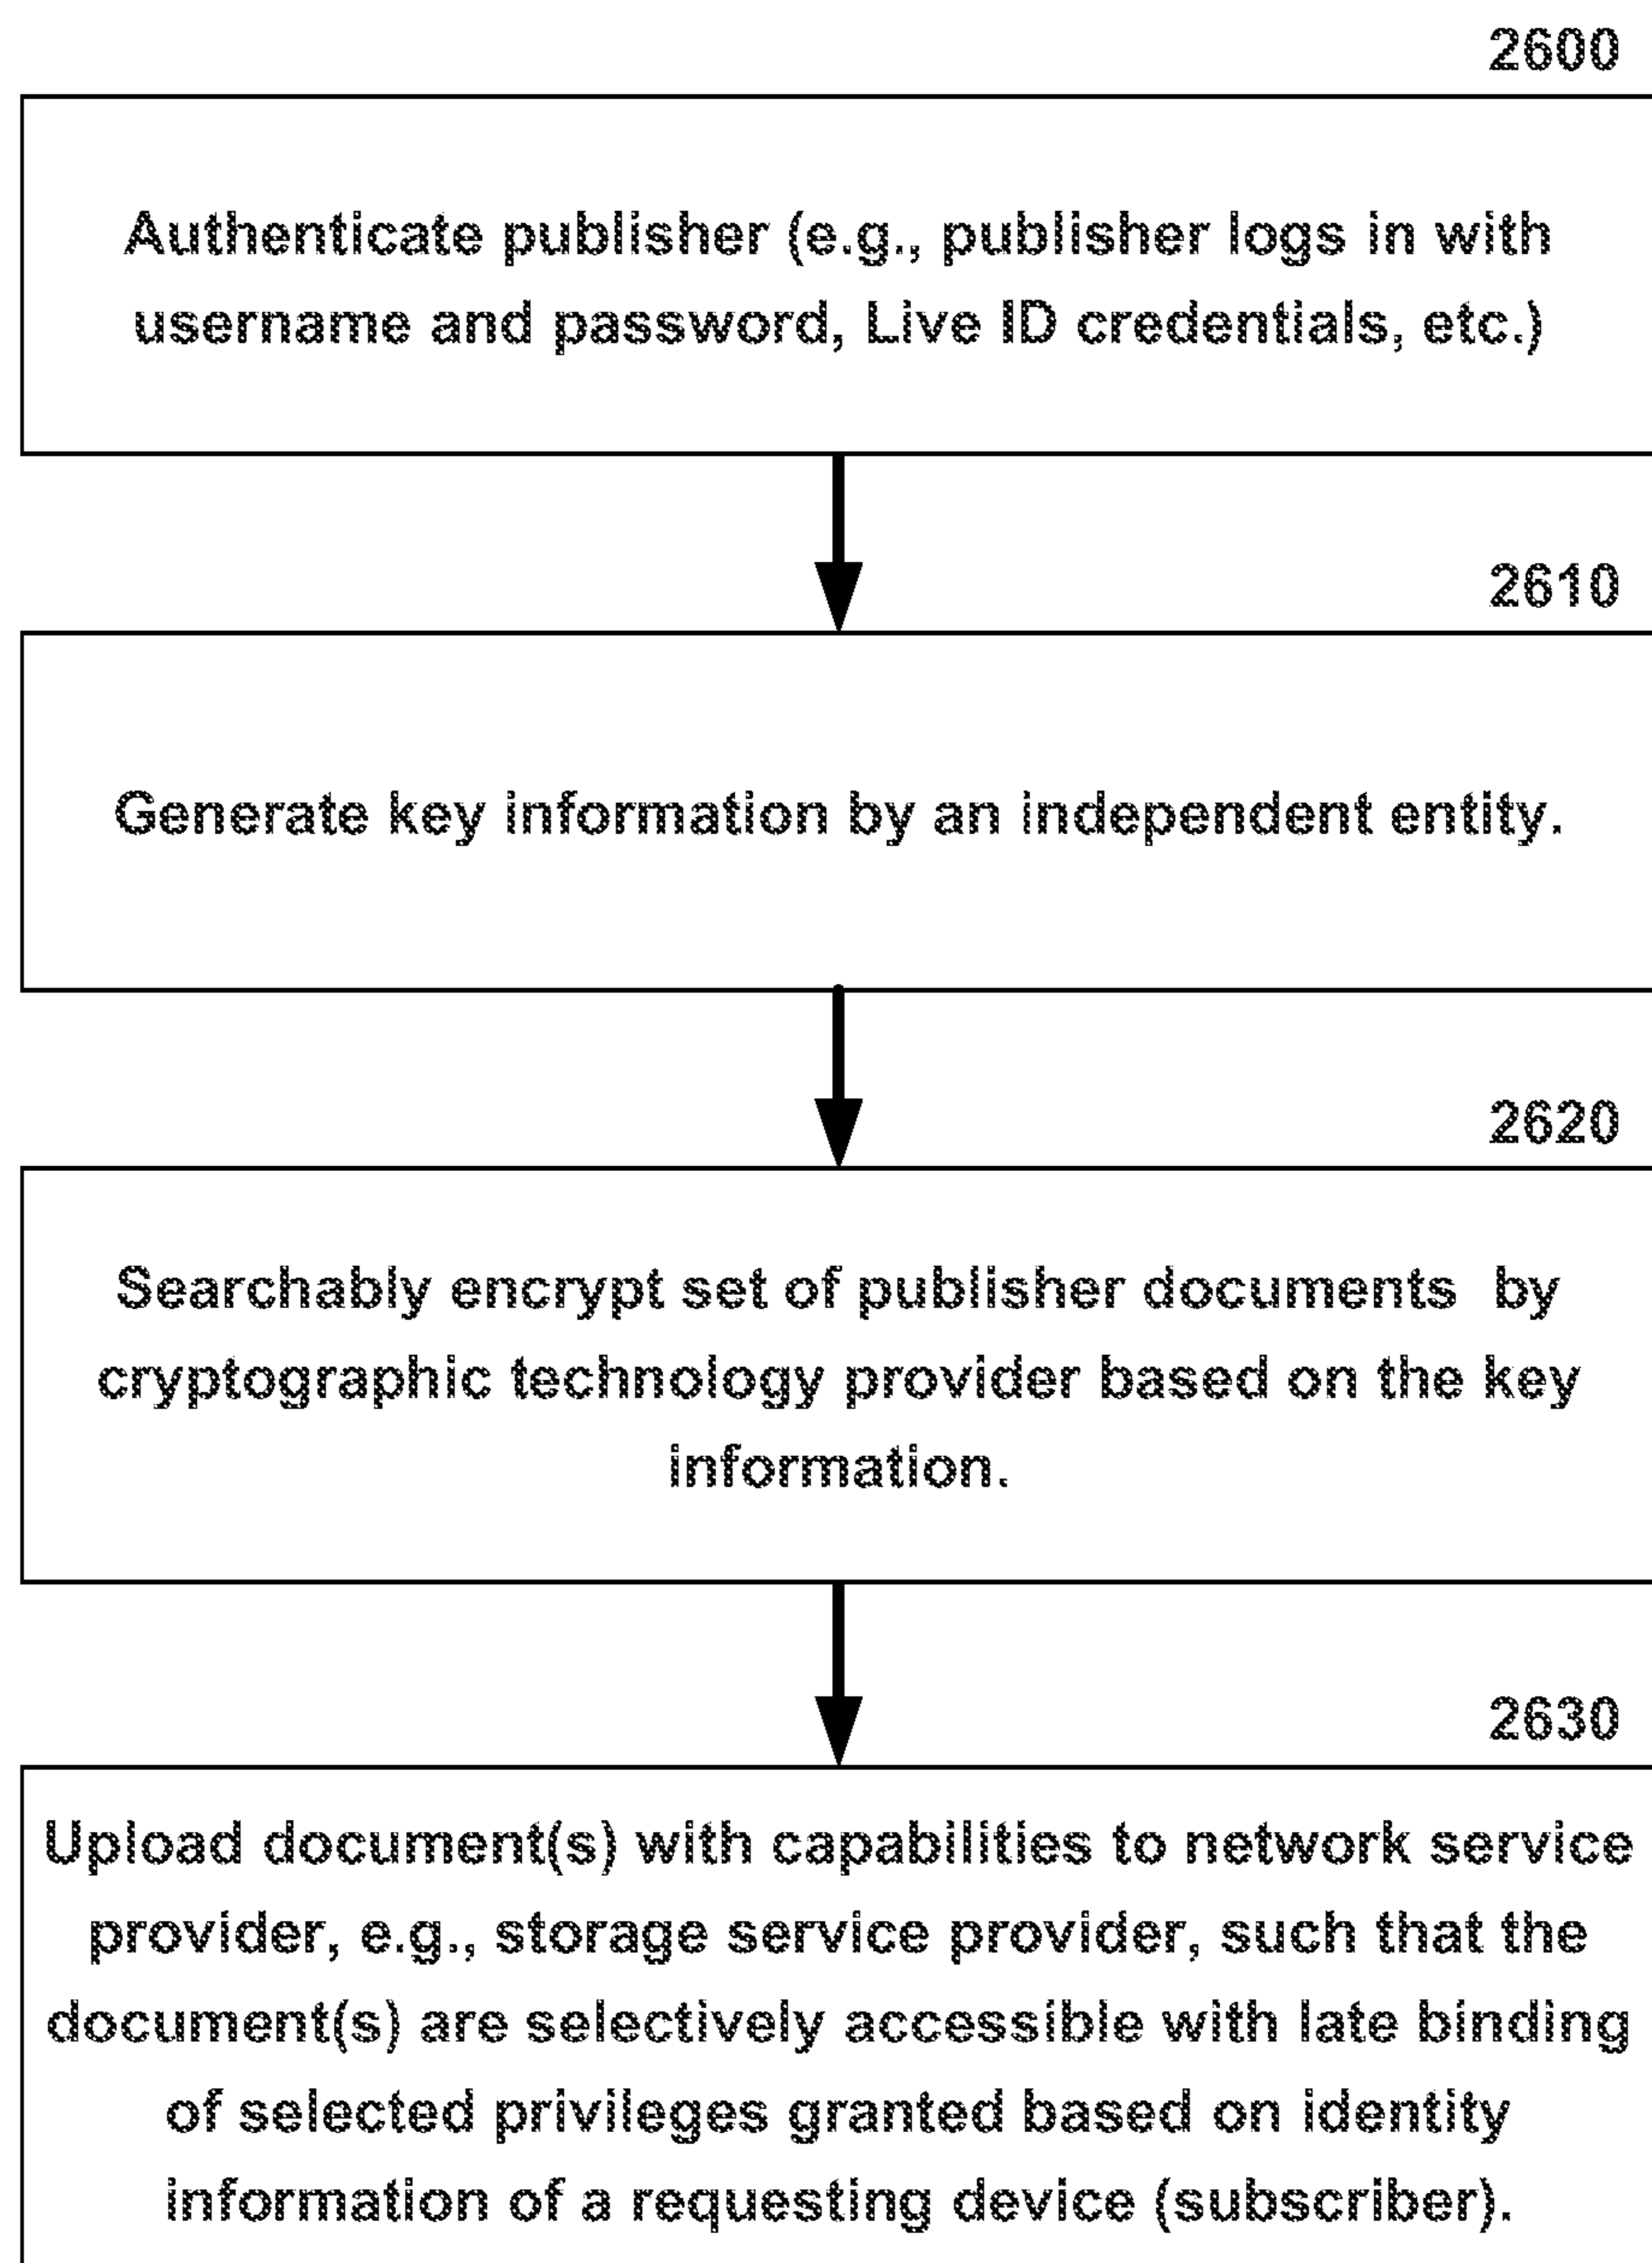 2600
Authenticate publisher (e.g., publisher logs in with
username and password, Live ID credentials, etc.)
2610
Generate key information by an independent entity.
2620
Searchably encrypt set of publisher documents by
cryptographic technology provider based on the key
information.
2630
Upload document(s) with capabilities to network service
provider, e.g., storage service provider, such that the
document(s) are selectively accessible with late binding
of selected privileges granted based on identity
information of a requesting device (subscriber).